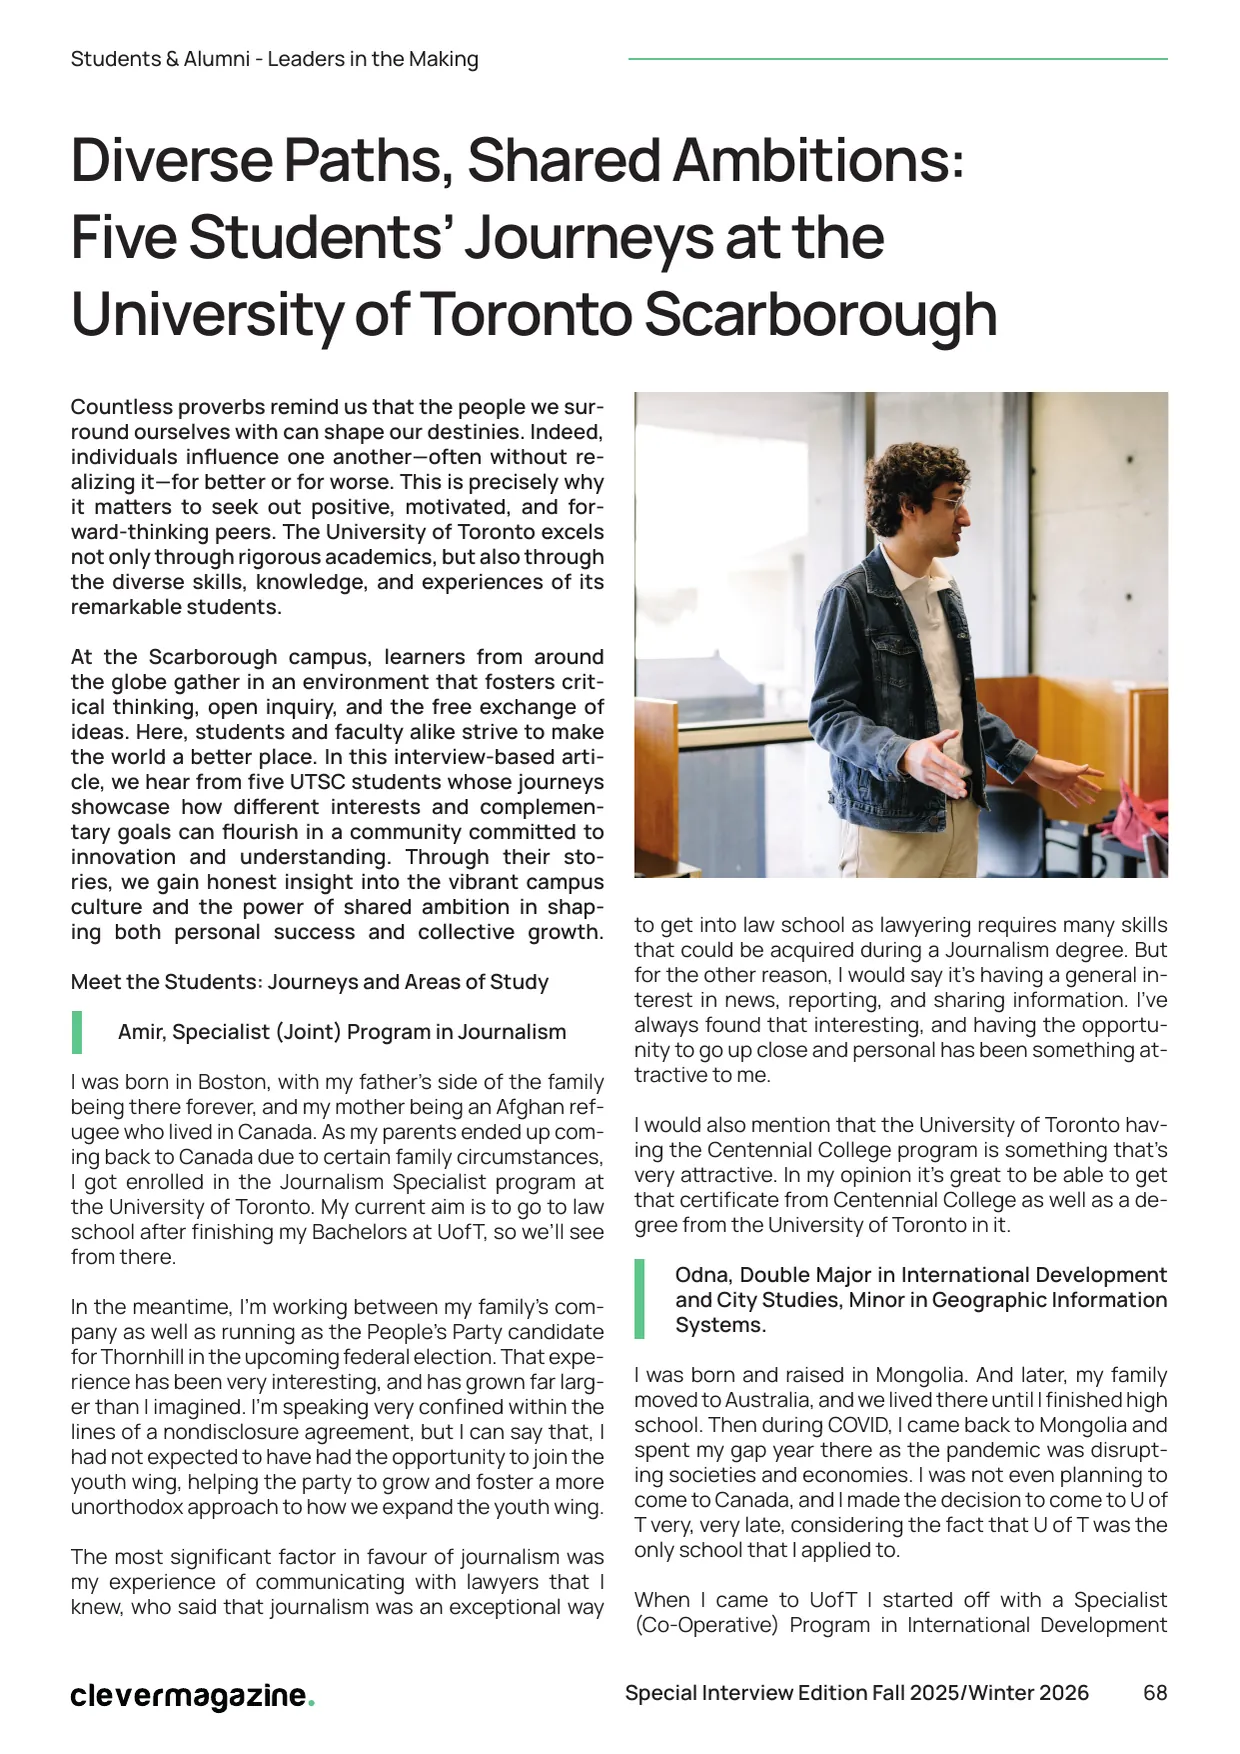 Students & Alumni - Leaders in the Making
Diverse Paths, Shared Ambitions:
Five Students’ Journeys at the
University of Toronto Scarborough
Countless proverbs remind us that the people we sur-
round ourselves with can shape our destinies. Indeed,
individuals influence one another—often without re-
alizing it—for better or for worse. This is precisely why
it matters to seek out positive, motivated, and for-
ward-thinking peers. The University of Toronto excels
not only through rigorous academics, but also through
the diverse skills, knowledge, and experiences of its
remarkable students.
At the Scarborough campus, learners from around
the globe gather in an environment that fosters crit-
ical thinking, open inquiry, and the free exchange of
ideas. Here, students and faculty alike strive to make
the world a better place. In this interview-based arti-
cle, we hear from five UTSC students whose journeys
showcase how different interests and complemen-
tary goals can flourish in a community committed to
innovation and understanding. Through their sto-
ries, we gain honest insight into the vibrant campus
culture and the power of shared ambition in shap-
ing both personal success and collective growth.
Meet the Students: Journeys and Areas of Study
Amir, Specialist (Joint) Program in Journalism
I was born in Boston, with my father’s side of the family
being there forever, and my mother being an Afghan ref-
ugee who lived in Canada. As my parents ended up com-
ing back to Canada due to certain family circumstances,
I got enrolled in the Journalism Specialist program at
the University of Toronto. My current aim is to go to law
school after finishing my Bachelors at UofT, so we’ll see
from there.
In the meantime, I’m working between my family’s com-
pany as well as running as the People’s Party candidate
for Thornhill in the upcoming federal election. That expe-
rience has been very interesting, and has grown far larg-
er than I imagined. I’m speaking very confined within the
lines of a nondisclosure agreement, but I can say that, I
had not expected to have had the opportunity to join the
youth wing, helping the party to grow and foster a more
unorthodox approach to how we expand the youth wing.
The most significant factor in favour of journalism was
my experience of communicating with lawyers that I
knew, who said that journalism was an exceptional way
to get into law school as lawyering requires many skills
that could be acquired during a Journalism degree. But
for the other reason, I would say it’s having a general in-
terest in news, reporting, and sharing information. I’ve
always found that interesting, and having the opportu-
nity to go up close and personal has been something at-
tractive to me.
I would also mention that the University of Toronto hav-
ing the Centennial College program is something that’s
very attractive. In my opinion it’s great to be able to get
that certificate from Centennial College as well as a de-
gree from the University of Toronto in it.
Odna, Double Major in International Development
and City Studies, Minor in Geographic Information
Systems.
I was born and raised in Mongolia. And later, my family
moved to Australia, and we lived there until I finished high
school. Then during COVID, I came back to Mongolia and
spent my gap year there as the pandemic was disrupt-
ing societies and economies. I was not even planning to
come to Canada, and I made the decision to come to U of
T very, very late, considering the fact that U of T was the
only school that I applied to.
When I came to UofT I started off with a Specialist
(Co-Operative) Program in International Development
clevermagazine.
Special Interview Edition Fall 2025/Winter 2026
68